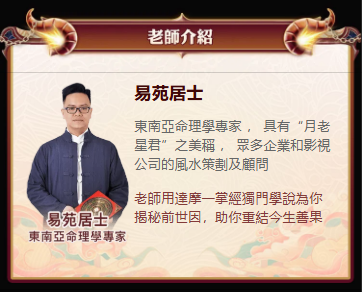 老師介紹
易苑居士
東南亞命理學專家， 具有“月老
星君”之美稱， 眾多企業和影視
公司的風水策劃及顧問
老師用達摩一掌經獨門學說為你
揭秘前世因，助你重結今生善果
易苑居士
東南亞命理學專家